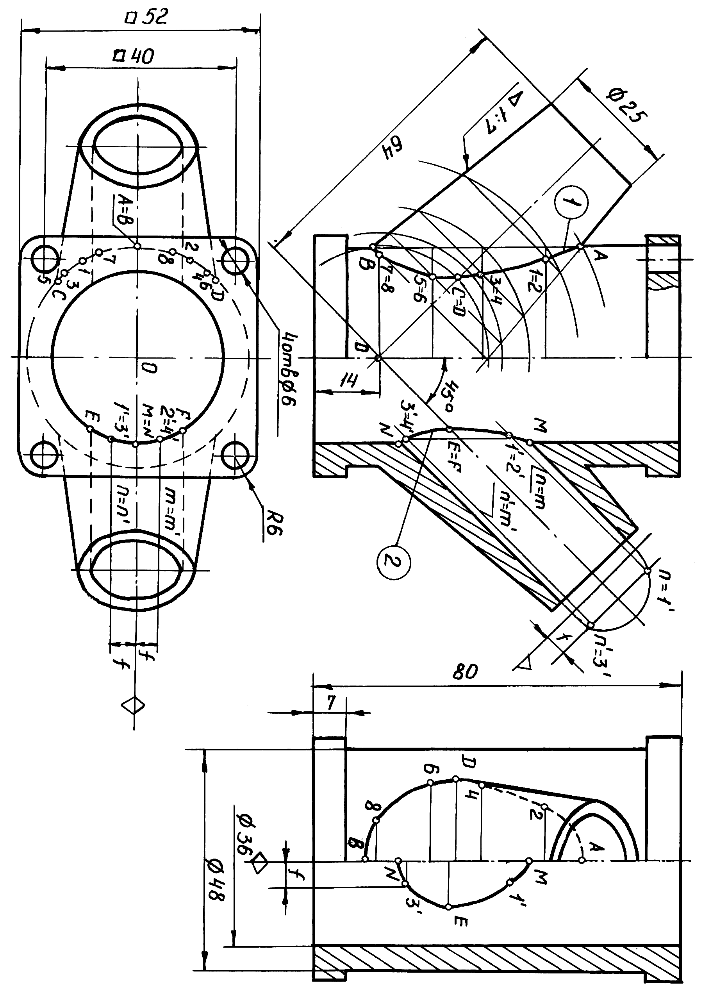 □ 52
□ 40
A=B
7
1
3
5
C
2
8
4
6
D
O
4отв ⌀6
E
1'=3'
M=N
2'=4'
F
n=n'
m=m'
R6
f
f
64
▷ 1:7
⌀25
1
A
B
7=8
5=6
C=D
3=4
1=2
O
14
45°
3'=4'
N
E=F
1'=2'
M
n=m
n'=m'
2
n=1'
n'=3'
f
80
7
⌀36
⌀48
f
B
8
6
D
4
2
A
N
3'
E
1'
M